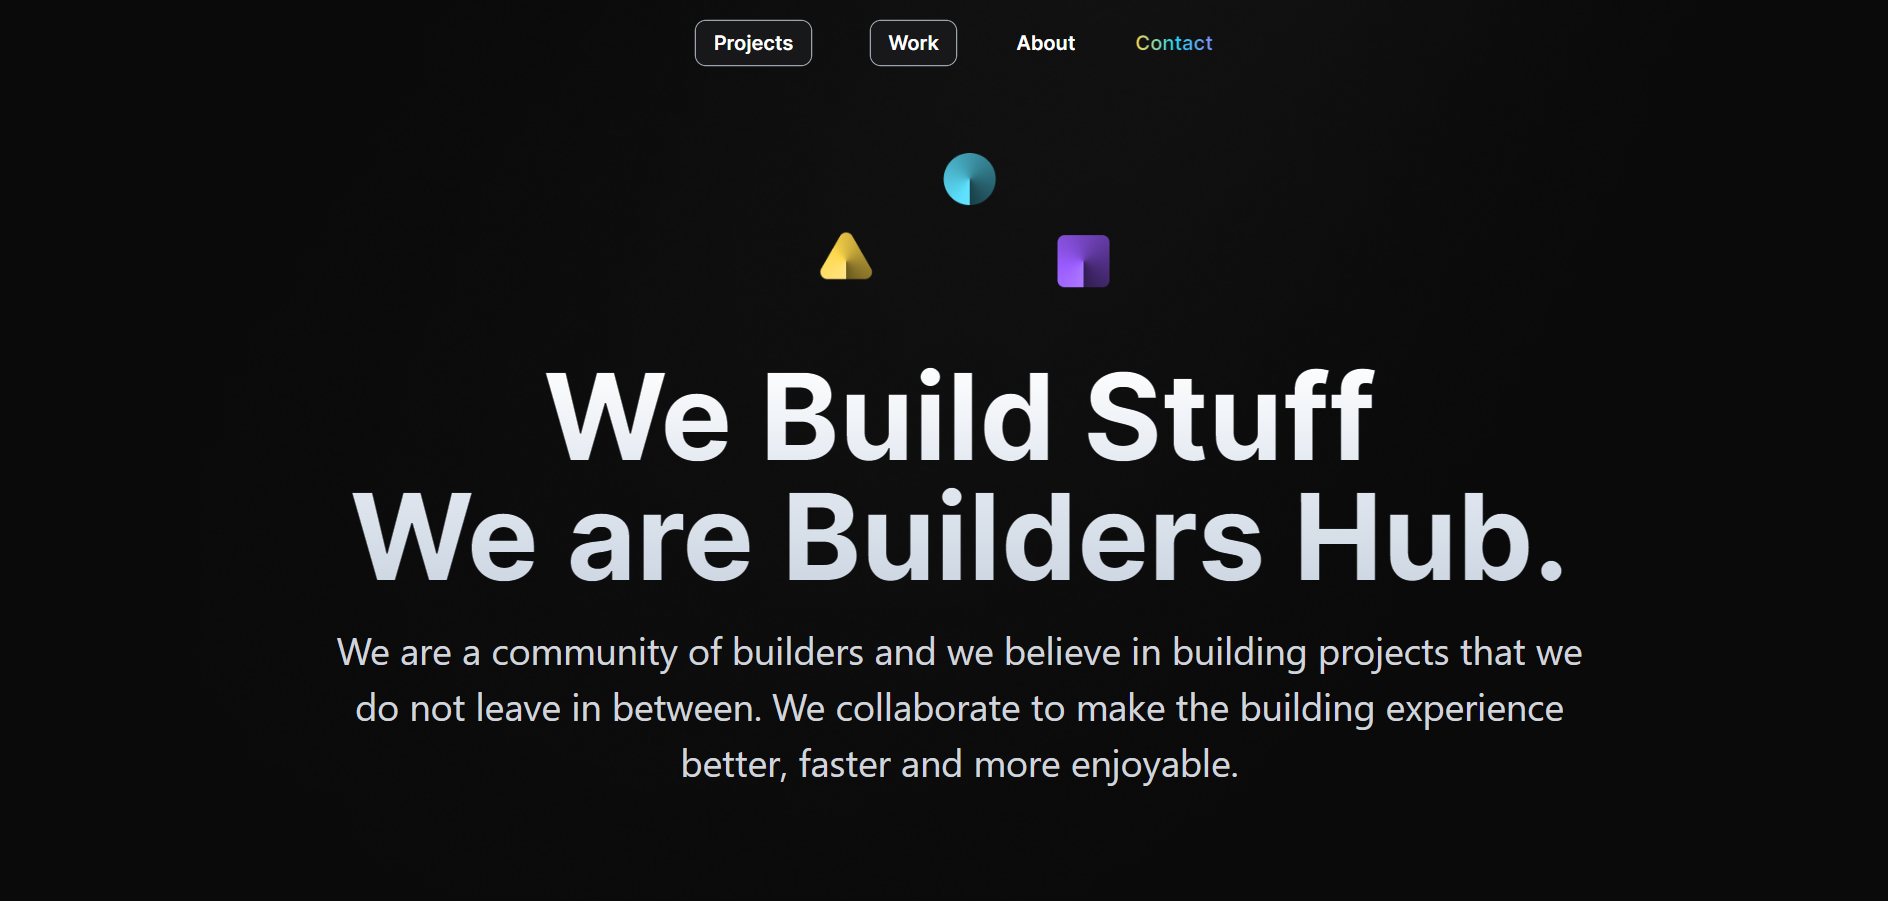 Projects Work About Contact
We Build Stuff
We are Builders Hub.
We are a community of builders and we believe in building projects that we
do not leave in between. We collaborate to make the building experience
better, faster and more enjoyable.